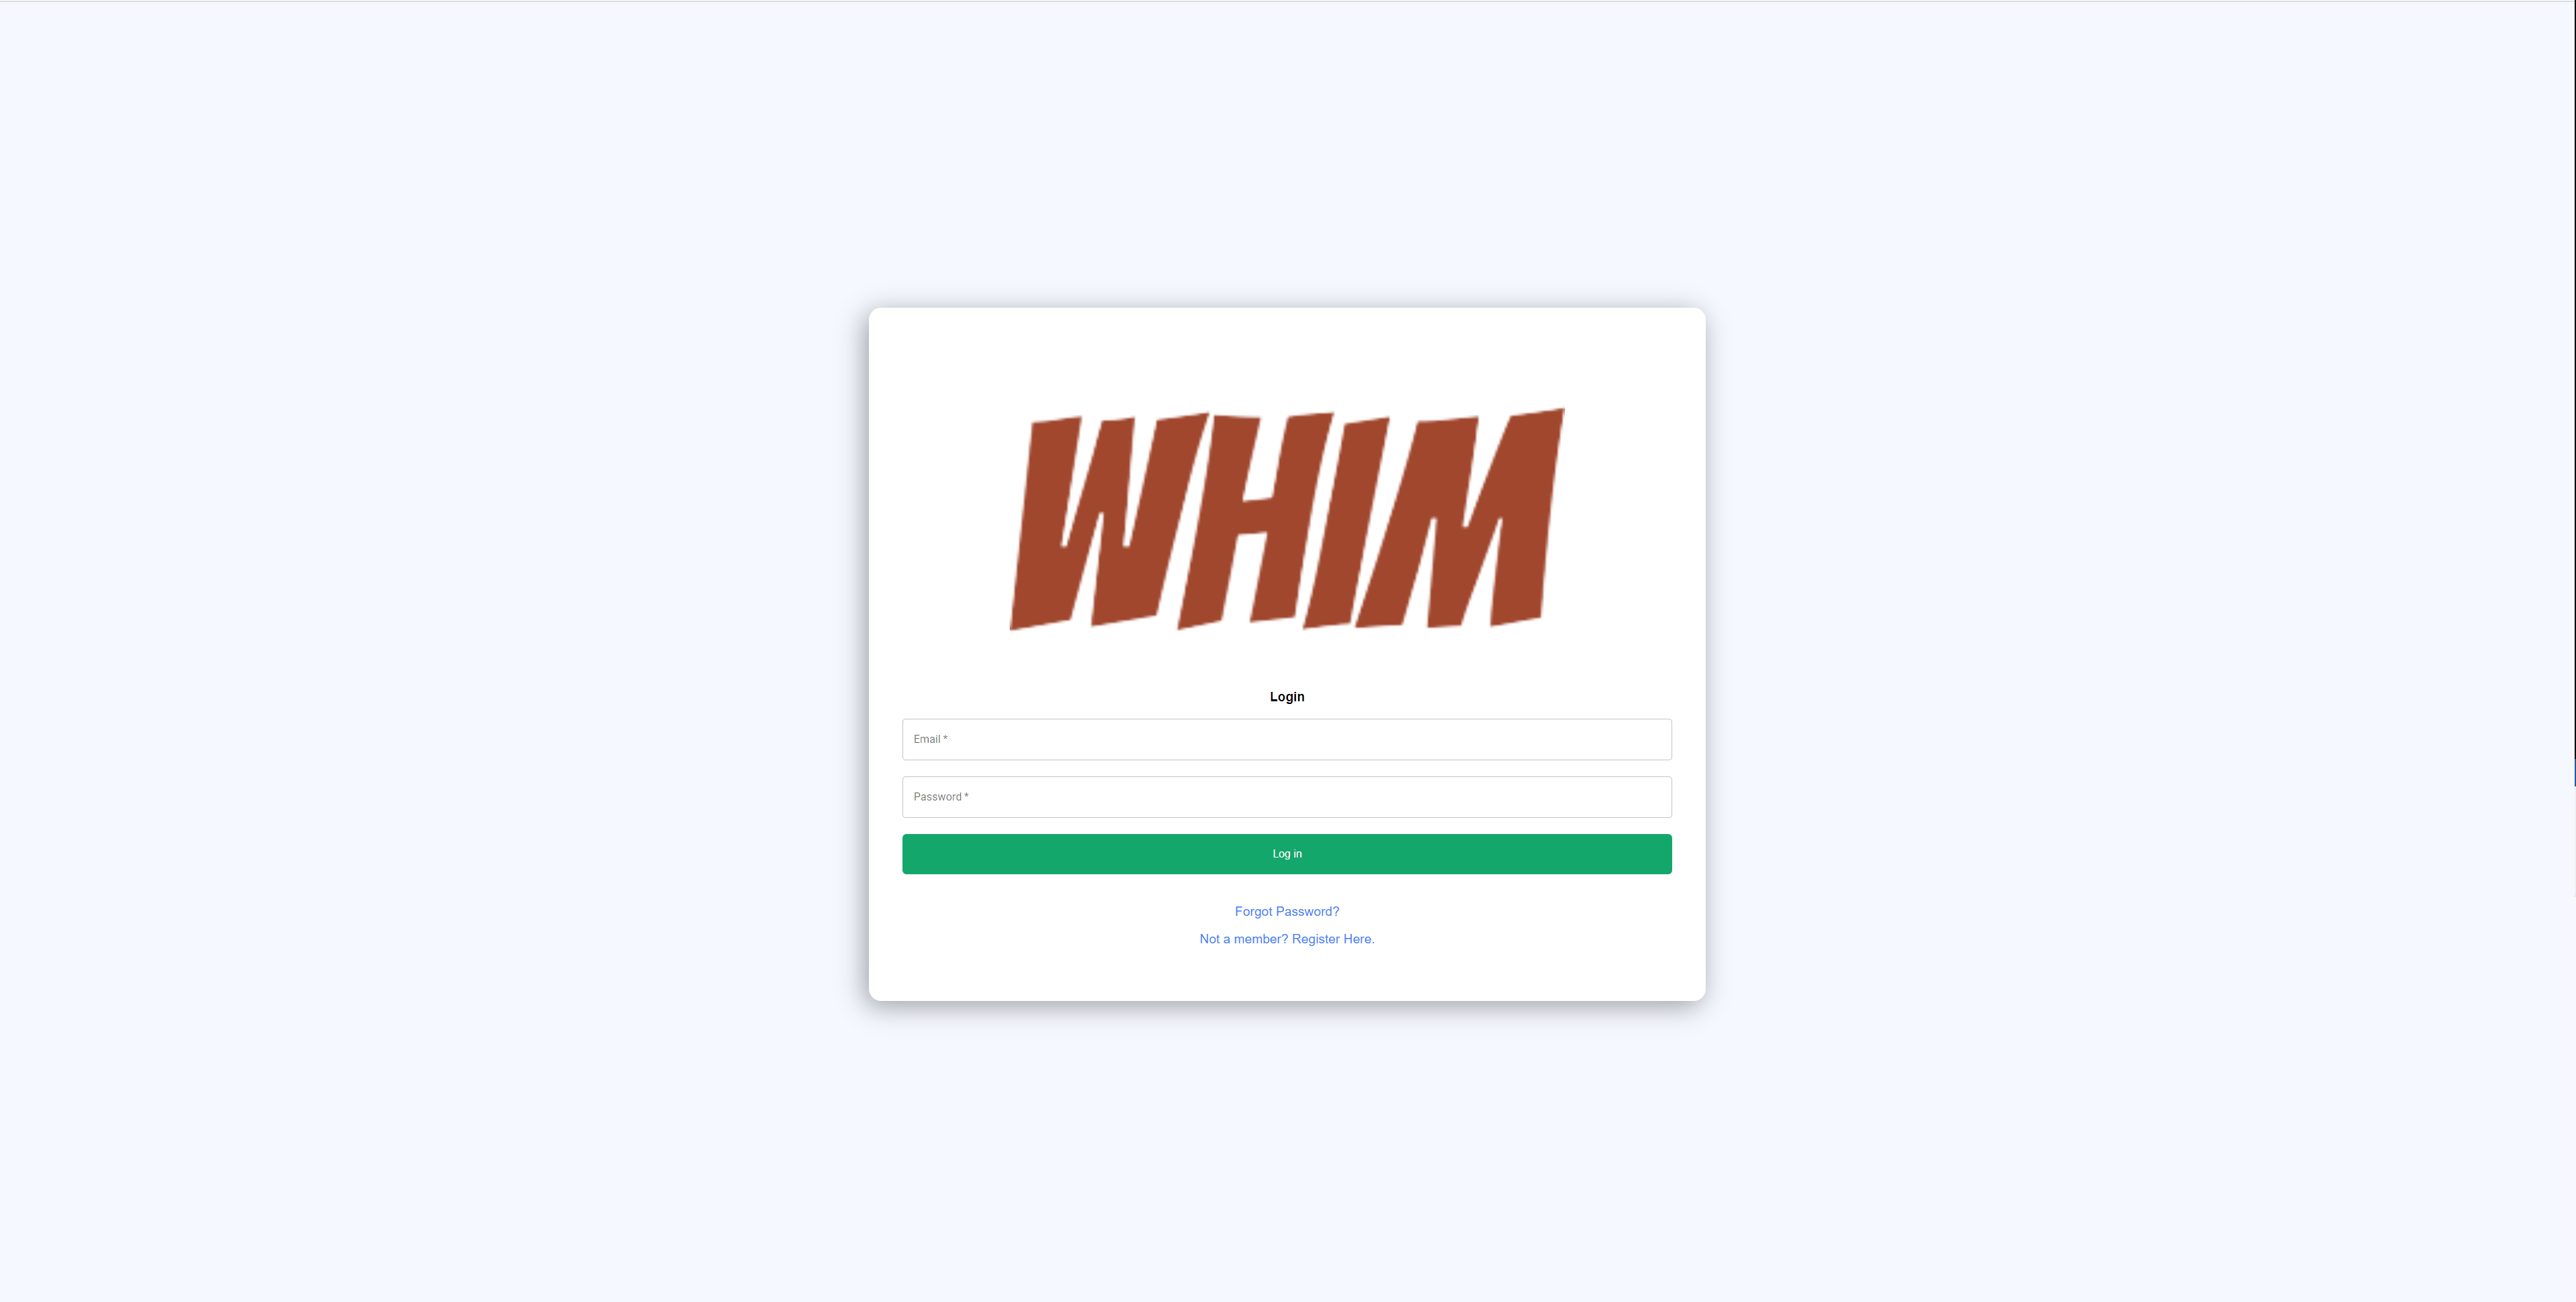 WHIM
Login
Email *
Password *
Log in
Forgot Password?
Not a member? Register Here.